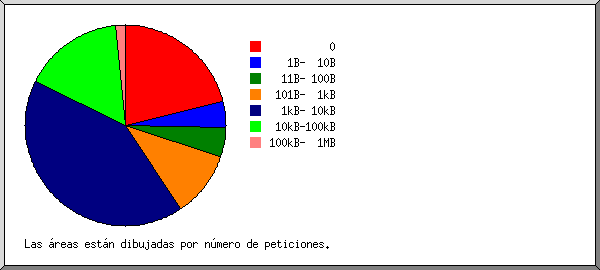 0
1B- 10B
11B- 100B
101B- 1kB
1kB- 10kB
10kB-100kB
100kB- 1MB
Las áreas están dibujadas por número de peticiones.